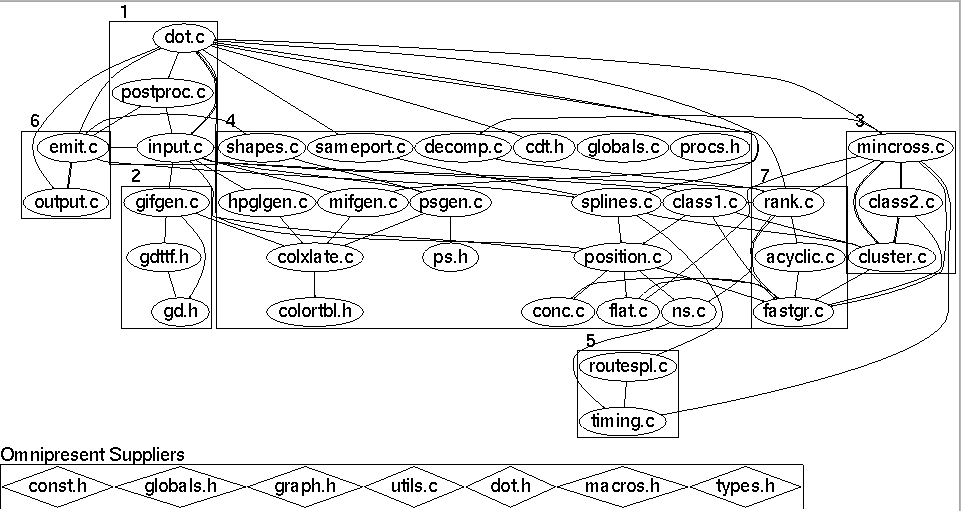 1
dot.c
postproc.c
6
4
3
emit.c input.c shapes.c sameport.c decomp.c cdt.h globals.c procs.h mincross.c
2
7
output.c gifgen.c hpglgen.c mifgen.c psgen.c splines.c class1.c rank.c class2.c
gdttf.h colxlate.c ps.h position.c acyclic.c cluster.c
gd.h colortbl.h conc.c flat.c ns.c fastgr.c
5
routespl.c
timing.c
Omnipresent Suppliers
const.h globals.h graph.h utils.c dot.h macros.h types.h